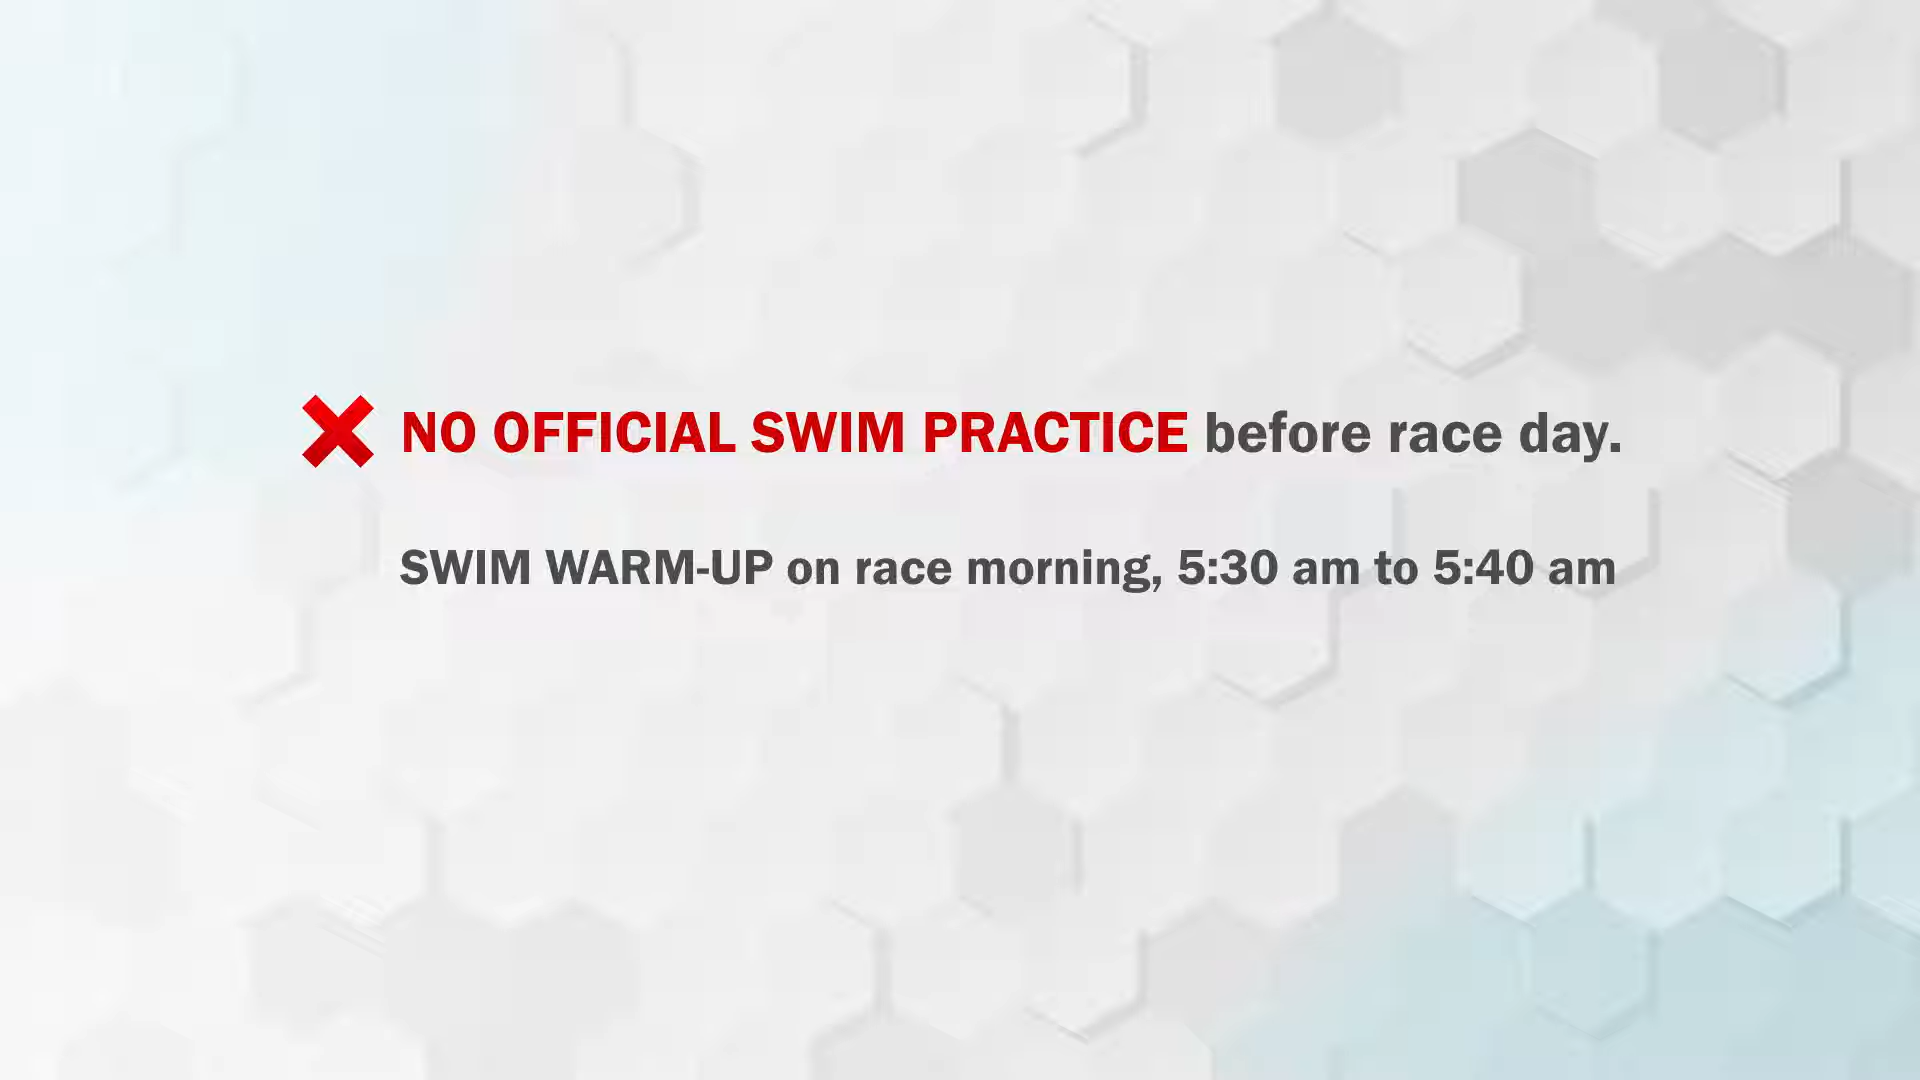 NO OFFICIAL SWIM PRACTICE before race day.
SWIM WARM-UP on race morning, 5:30 am to 5:40 am